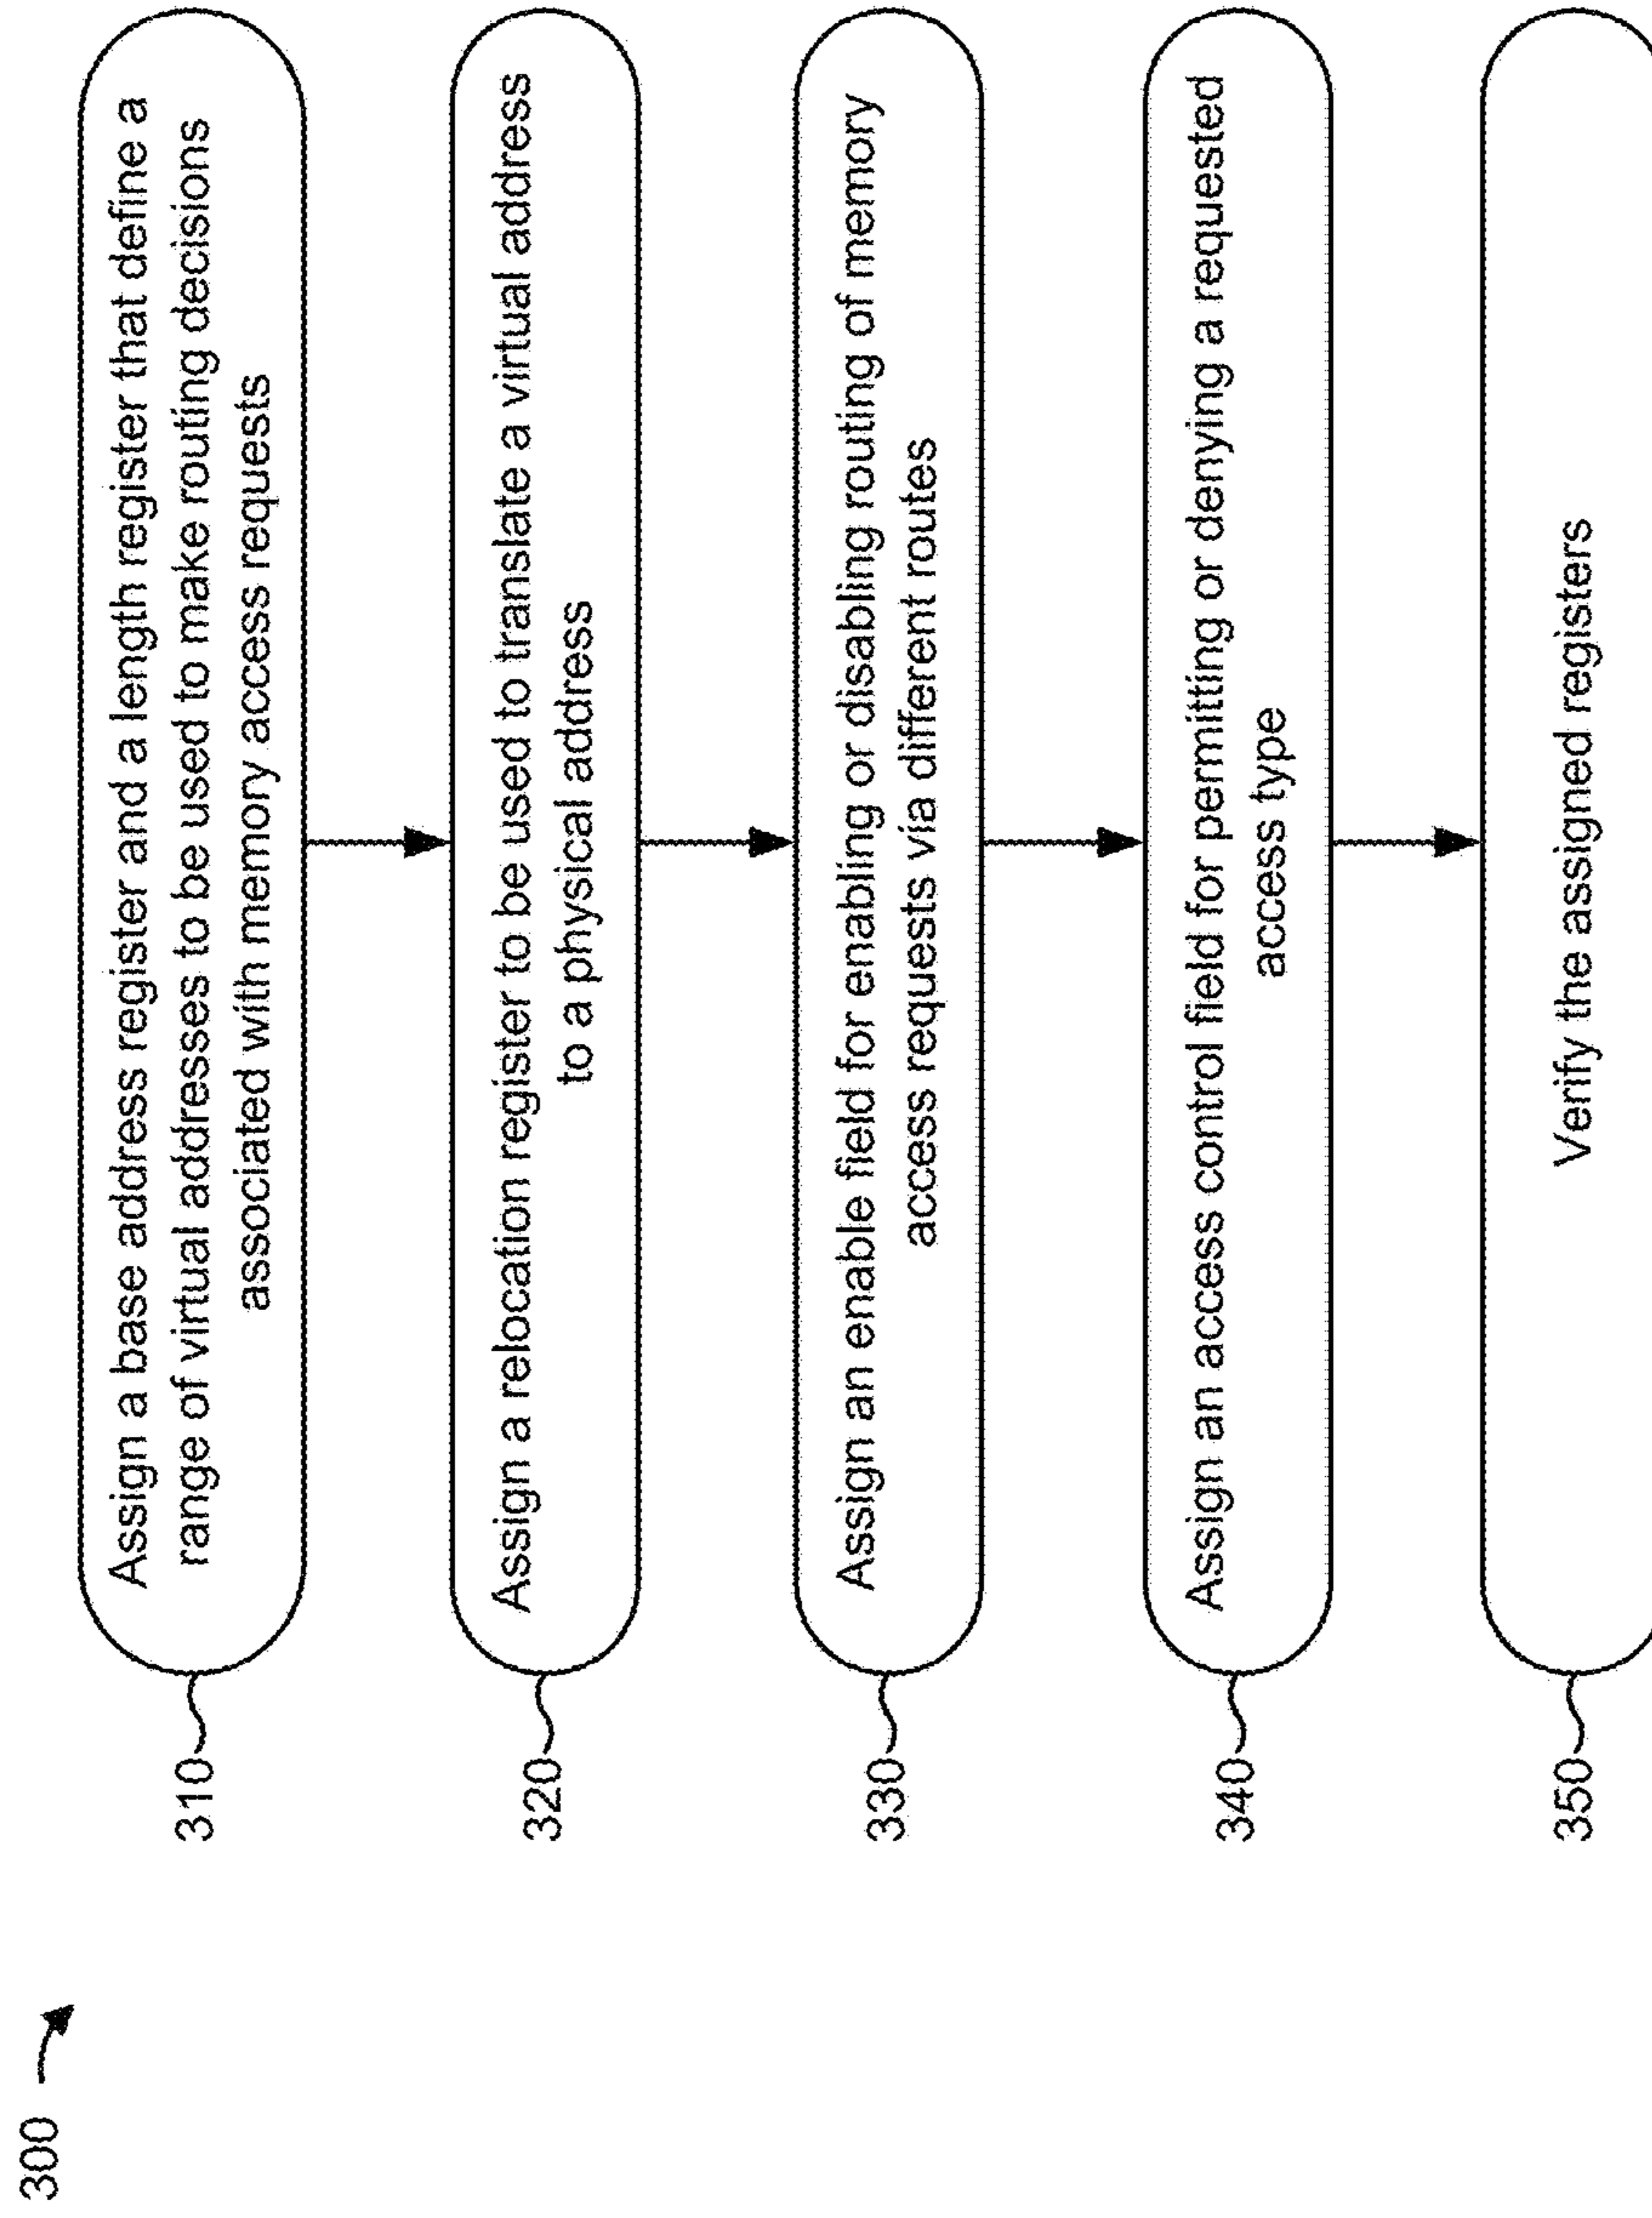 300
310
Assign a base address register and a length register that define a
range of virtual addresses to be used to make routing decisions
associated with memory access requests
320
Assign a relocation register to be used to translate a virtual address
to a physical address
330
Assign an enable field for enabling or disabling routing of memory
access requests via different routes
340
Assign an access control field for permitting or denying a requested
access type
350
Verify the assigned registers